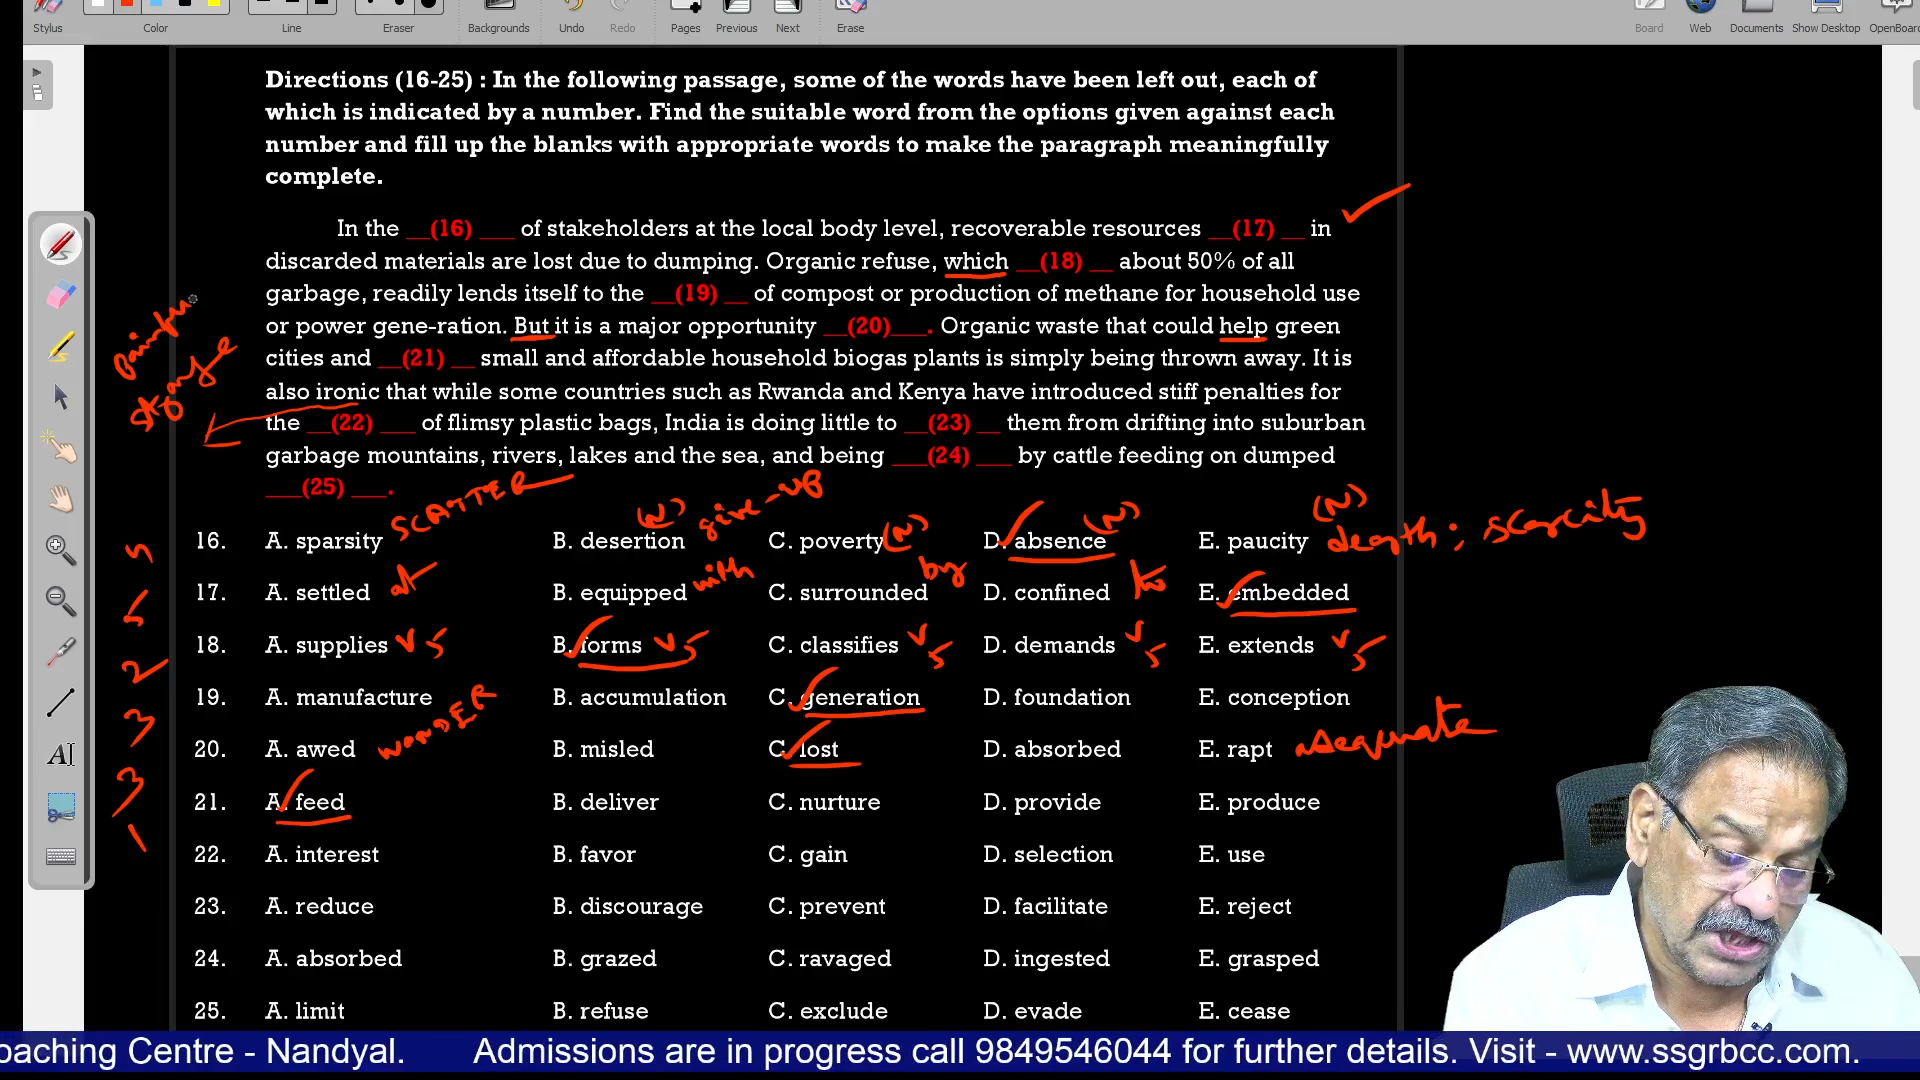 Stylus Color Line Eraser Backgrounds Undo Redo Pages Previous Next Erase Board Web Documents Show Desktop OpenBoard
Directions (16-25) : In the following passage, some of the words have been left out, each of
which is indicated by a number. Find the suitable word from the options given against each
number and fill up the blanks with appropriate words to make the paragraph meaningfully
complete.
In the __(16) ___ of stakeholders at the local body level, recoverable resources __(17) __ in
discarded materials are lost due to dumping. Organic refuse, which __(18) __ about 50% of all
garbage, readily lends itself to the __(19) __ of compost or production of methane for household use
or power gene-ration. But it is a major opportunity __(20)___. Organic waste that could help green
cities and __(21) __ small and affordable household biogas plants is simply being thrown away. It is
also ironic that while some countries such as Rwanda and Kenya have introduced stiff penalties for
the __(22) ___ of flimsy plastic bags, India is doing little to __(23) __ them from drifting into suburban
garbage mountains, rivers, lakes and the sea, and being ___(24) ___ by cattle feeding on dumped
___(25) ___.
16. A. sparsity SCATTER B. desertion (N) give-up C. poverty (N) D. absence (N) E. paucity (N) dearth; scarcity
17. A. settled at B. equipped with C. surrounded by D. confined to E. embedded
18. A. supplies V5 B. forms V5 C. classifies V5 D. demands V5 E. extends V5
19. A. manufacture B. accumulation C. generation D. foundation E. conception
20. A. awed WONDER B. misled C. lost D. absorbed E. rapt
21. A. feed B. deliver C. nurture D. provide E. produce
22. A. interest B. favor C. gain D. selection E. use
23. A. reduce B. discourage C. prevent D. facilitate E. reject
24. A. absorbed B. grazed C. ravaged D. ingested E. grasped
25. A. limit B. refuse C. exclude D. evade E. cease
oaching Centre - Nandyal. Admissions are in progress call 9849546044 for further details. Visit - www.ssgrbcc.com.